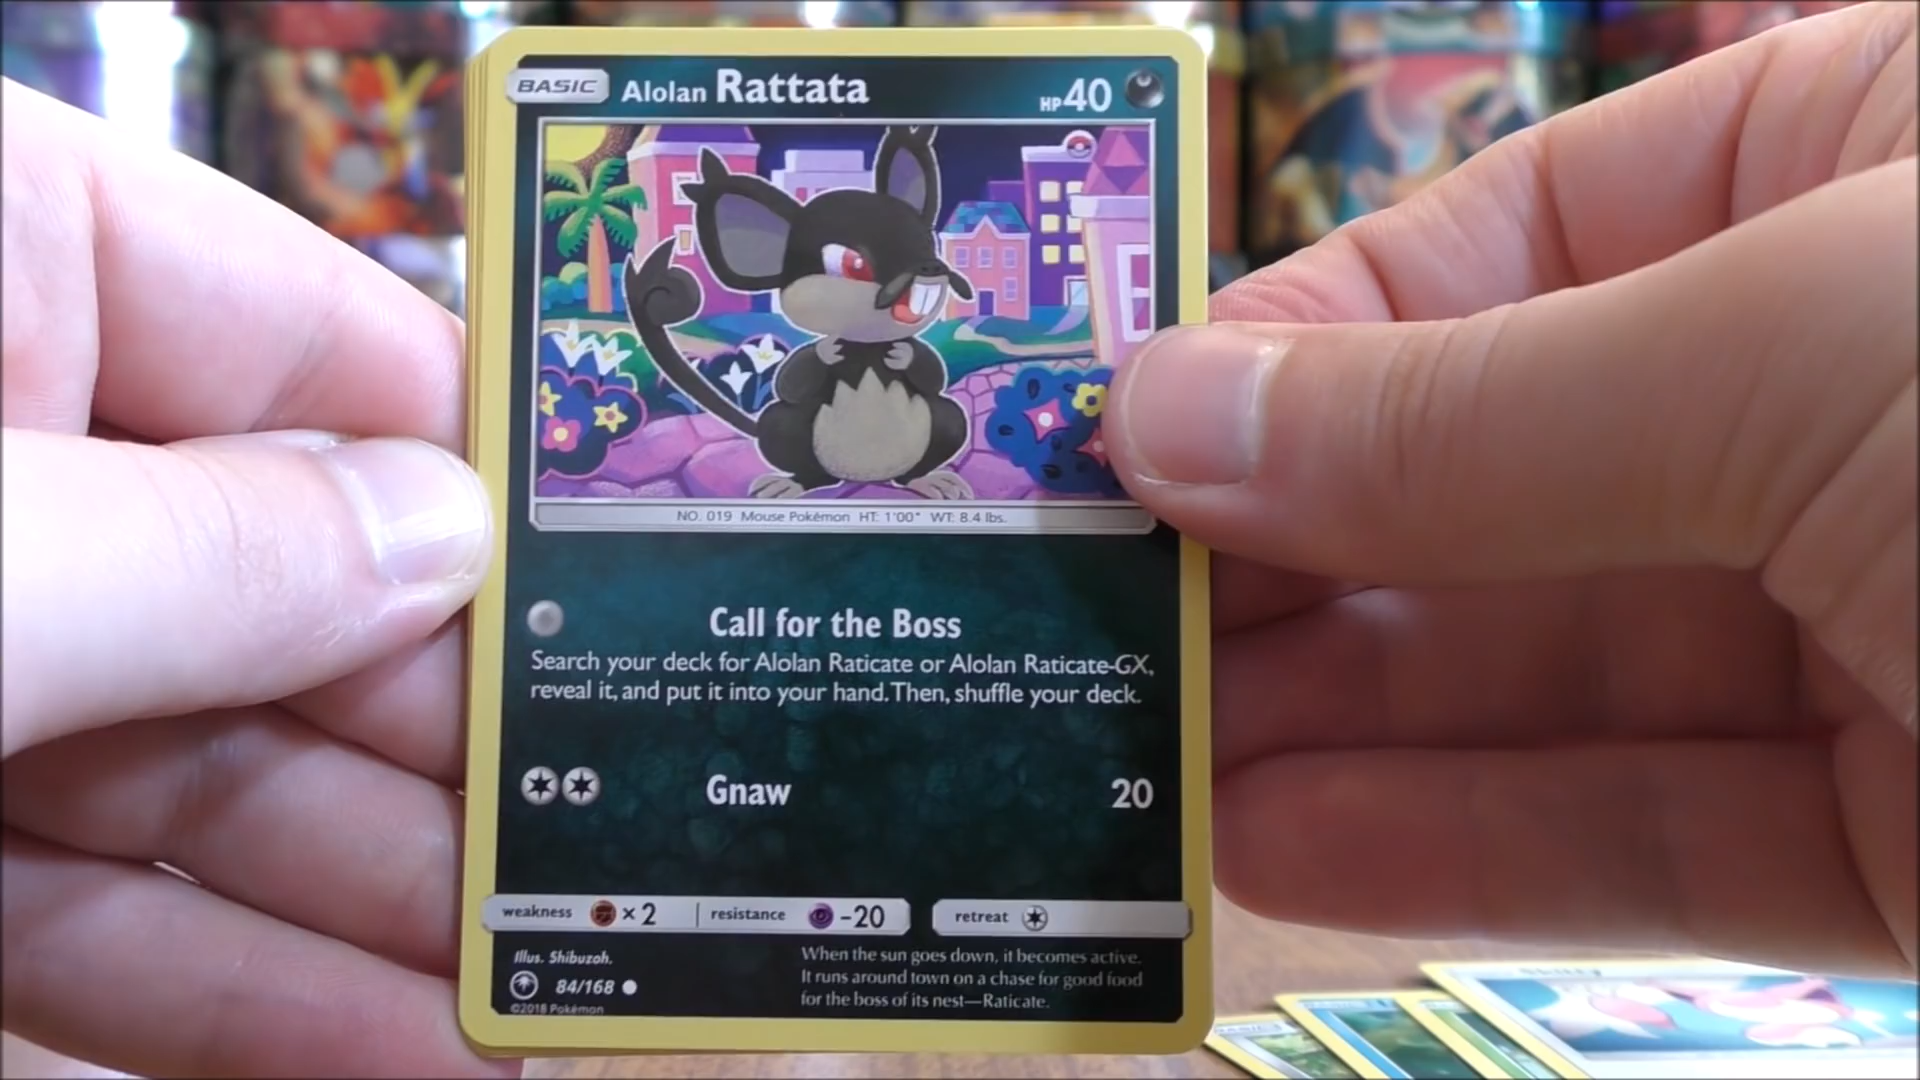 BASIC Alolan Rattata HP 40
NO. 019 Mouse Pokémon HT: 1'00" WT: 8.4 lbs.
Call for the Boss
Search your deck for Alolan Raticate or Alolan Raticate-GX,
reveal it, and put it into your hand. Then, shuffle your deck.
Gnaw 20
weakness ×2 resistance -20 retreat
Illus. Shibuzoh.
84/168
©2018 Pokémon
When the sun goes down, it becomes active.
It runs around town on a chase for good food
for the boss of its nest—Raticate.
Skitty
BASIC